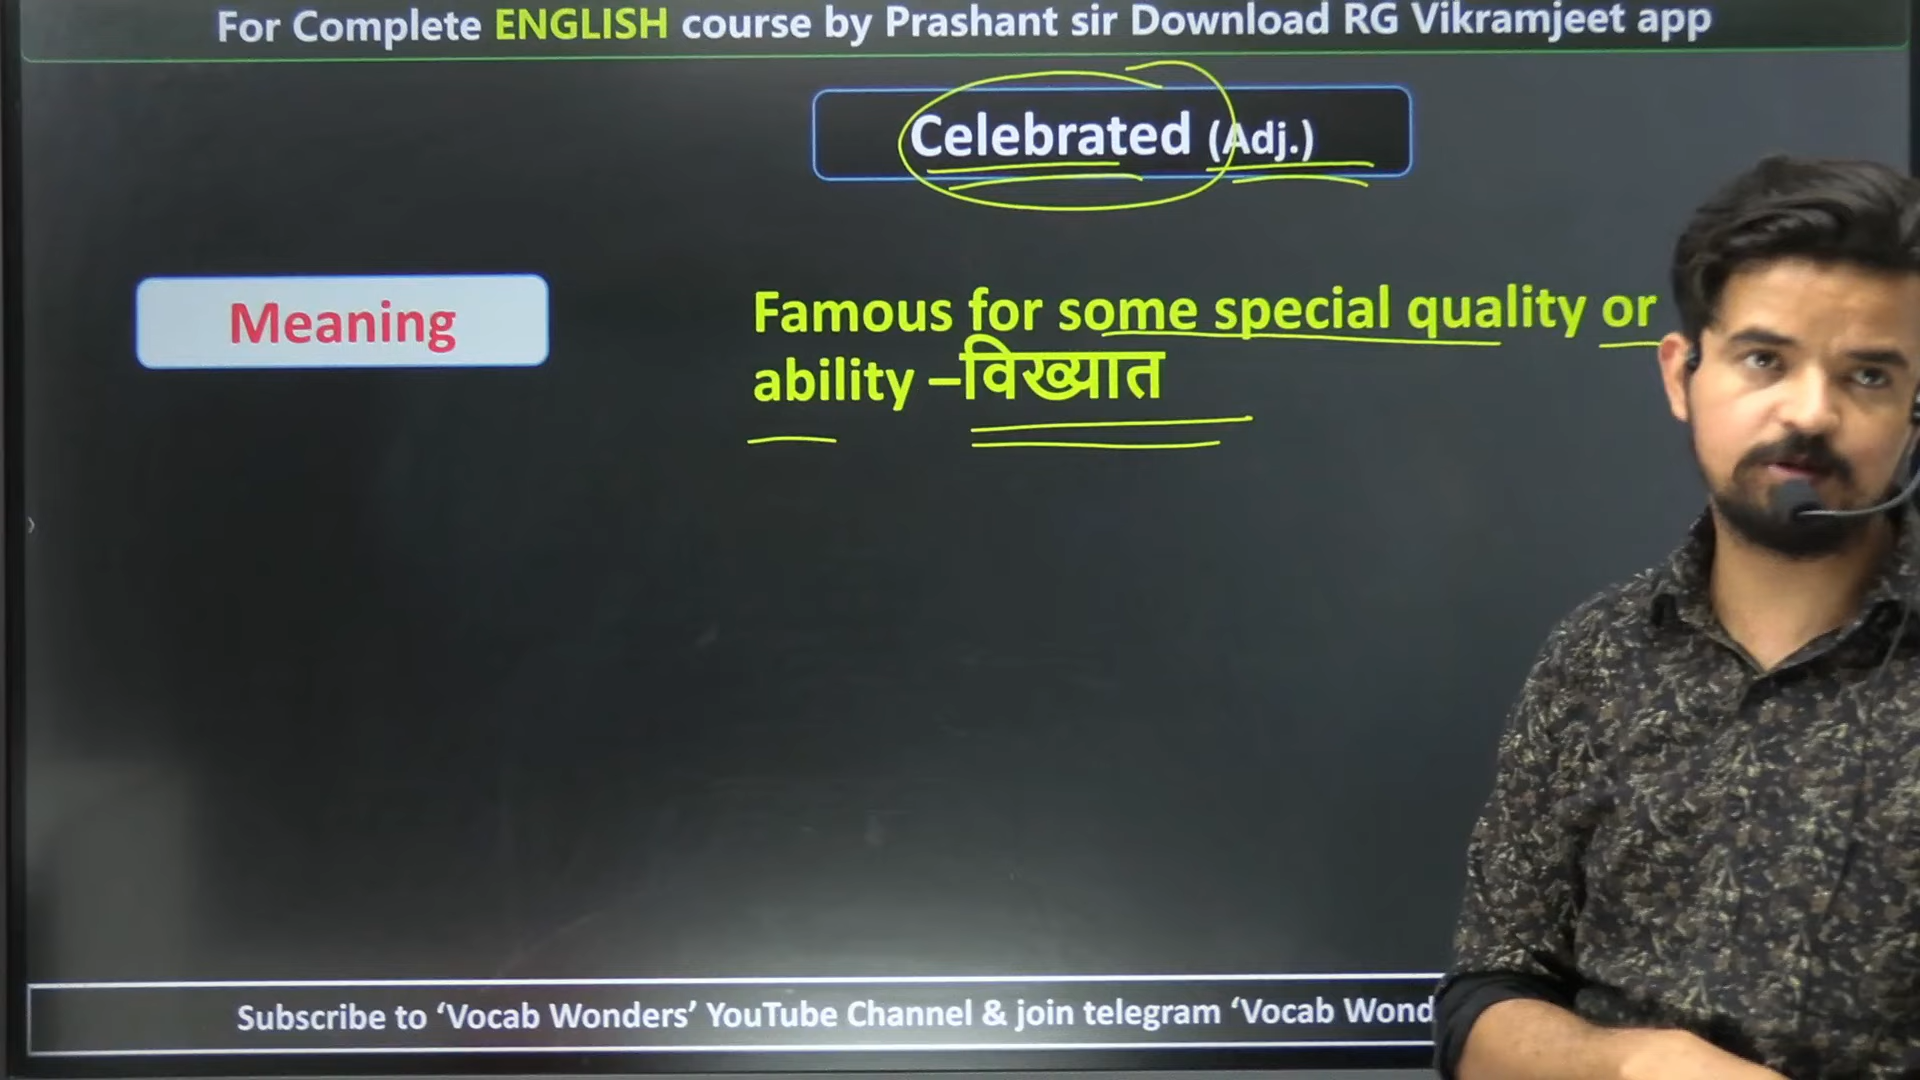 For Complete ENGLISH course by Prashant sir Download RG Vikramjeet app
Celebrated (Adj.)
Meaning
Famous for some special quality or
ability –विख्यात
Subscribe to ‘Vocab Wonders’ YouTube Channel & join telegram ‘Vocab Wond